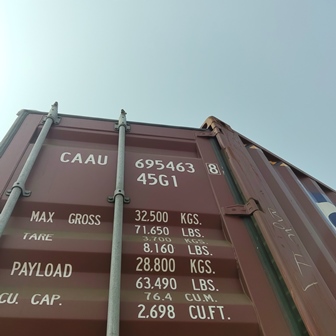 CAAU 695463 8
45G1
MAX GROSS 32.500 KGS.
71.650 LBS.
TARE 3.700 KGS.
8.160 LBS.
PAYLOAD 28,800 KGS.
63.490 LBS.
CU. CAP. 76.4 CU.M.
2.698 CU.FT.